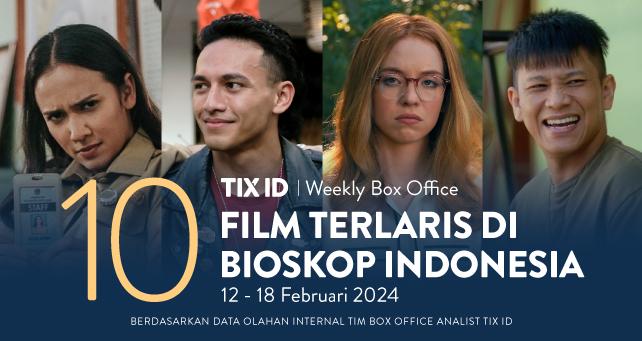 STAFF
10
TIX ID | Weekly Box Office
FILM TERLARIS DI
BIOSKOP INDONESIA
12 - 18 Februari 2024
BERDASARKAN DATA OLAHAN INTERNAL TIM BOX OFFICE ANALIST TIX ID